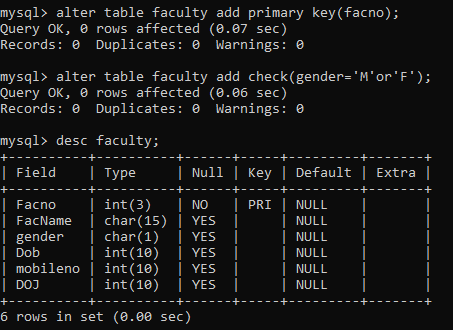 mysql> alter table faculty add primary key(facno);
Query OK, 0 rows affected (0.07 sec)
Records: 0  Duplicates: 0  Warnings: 0

mysql> alter table faculty add check(gender='M'or'F');
Query OK, 0 rows affected (0.06 sec)
Records: 0  Duplicates: 0  Warnings: 0

mysql> desc faculty;
+----------+----------+------+-----+---------+-------+
| Field    | Type     | Null | Key | Default | Extra |
+----------+----------+------+-----+---------+-------+
| Facno    | int(3)   | NO   | PRI | NULL    |       |
| FacName  | char(15) | YES  |     | NULL    |       |
| gender   | char(1)  | YES  |     | NULL    |       |
| Dob      | int(10)  | YES  |     | NULL    |       |
| mobileno | int(10)  | YES  |     | NULL    |       |
| DOJ      | int(10)  | YES  |     | NULL    |       |
+----------+----------+------+-----+---------+-------+
6 rows in set (0.00 sec)